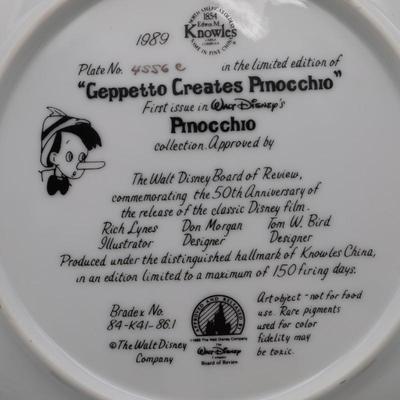 1989
1854
Edwin M.
Knowles
Plate No. 4556 C in the limited edition of
"Geppetto Creates Pinocchio"
First issue in Walt Disney's
Pinocchio
collection. Approved by
The Walt Disney Board of Review,
commemorating the 50th Anniversary of
the release of the classic Disney film.
Rich Lynes Don Morgan Tom W. Bird
Illustrator Designer Designer
Produced under the distinguished hallmark of Knowles China,
in an edition limited to a maximum of 150 firing days.
Bradex No.
84-K41-86.1
© The Walt Disney
Company
The
Walt Disney
Company
Board of Review
Art object - not for food
use. Rare pigments
used for color
fidelity may
be toxic.